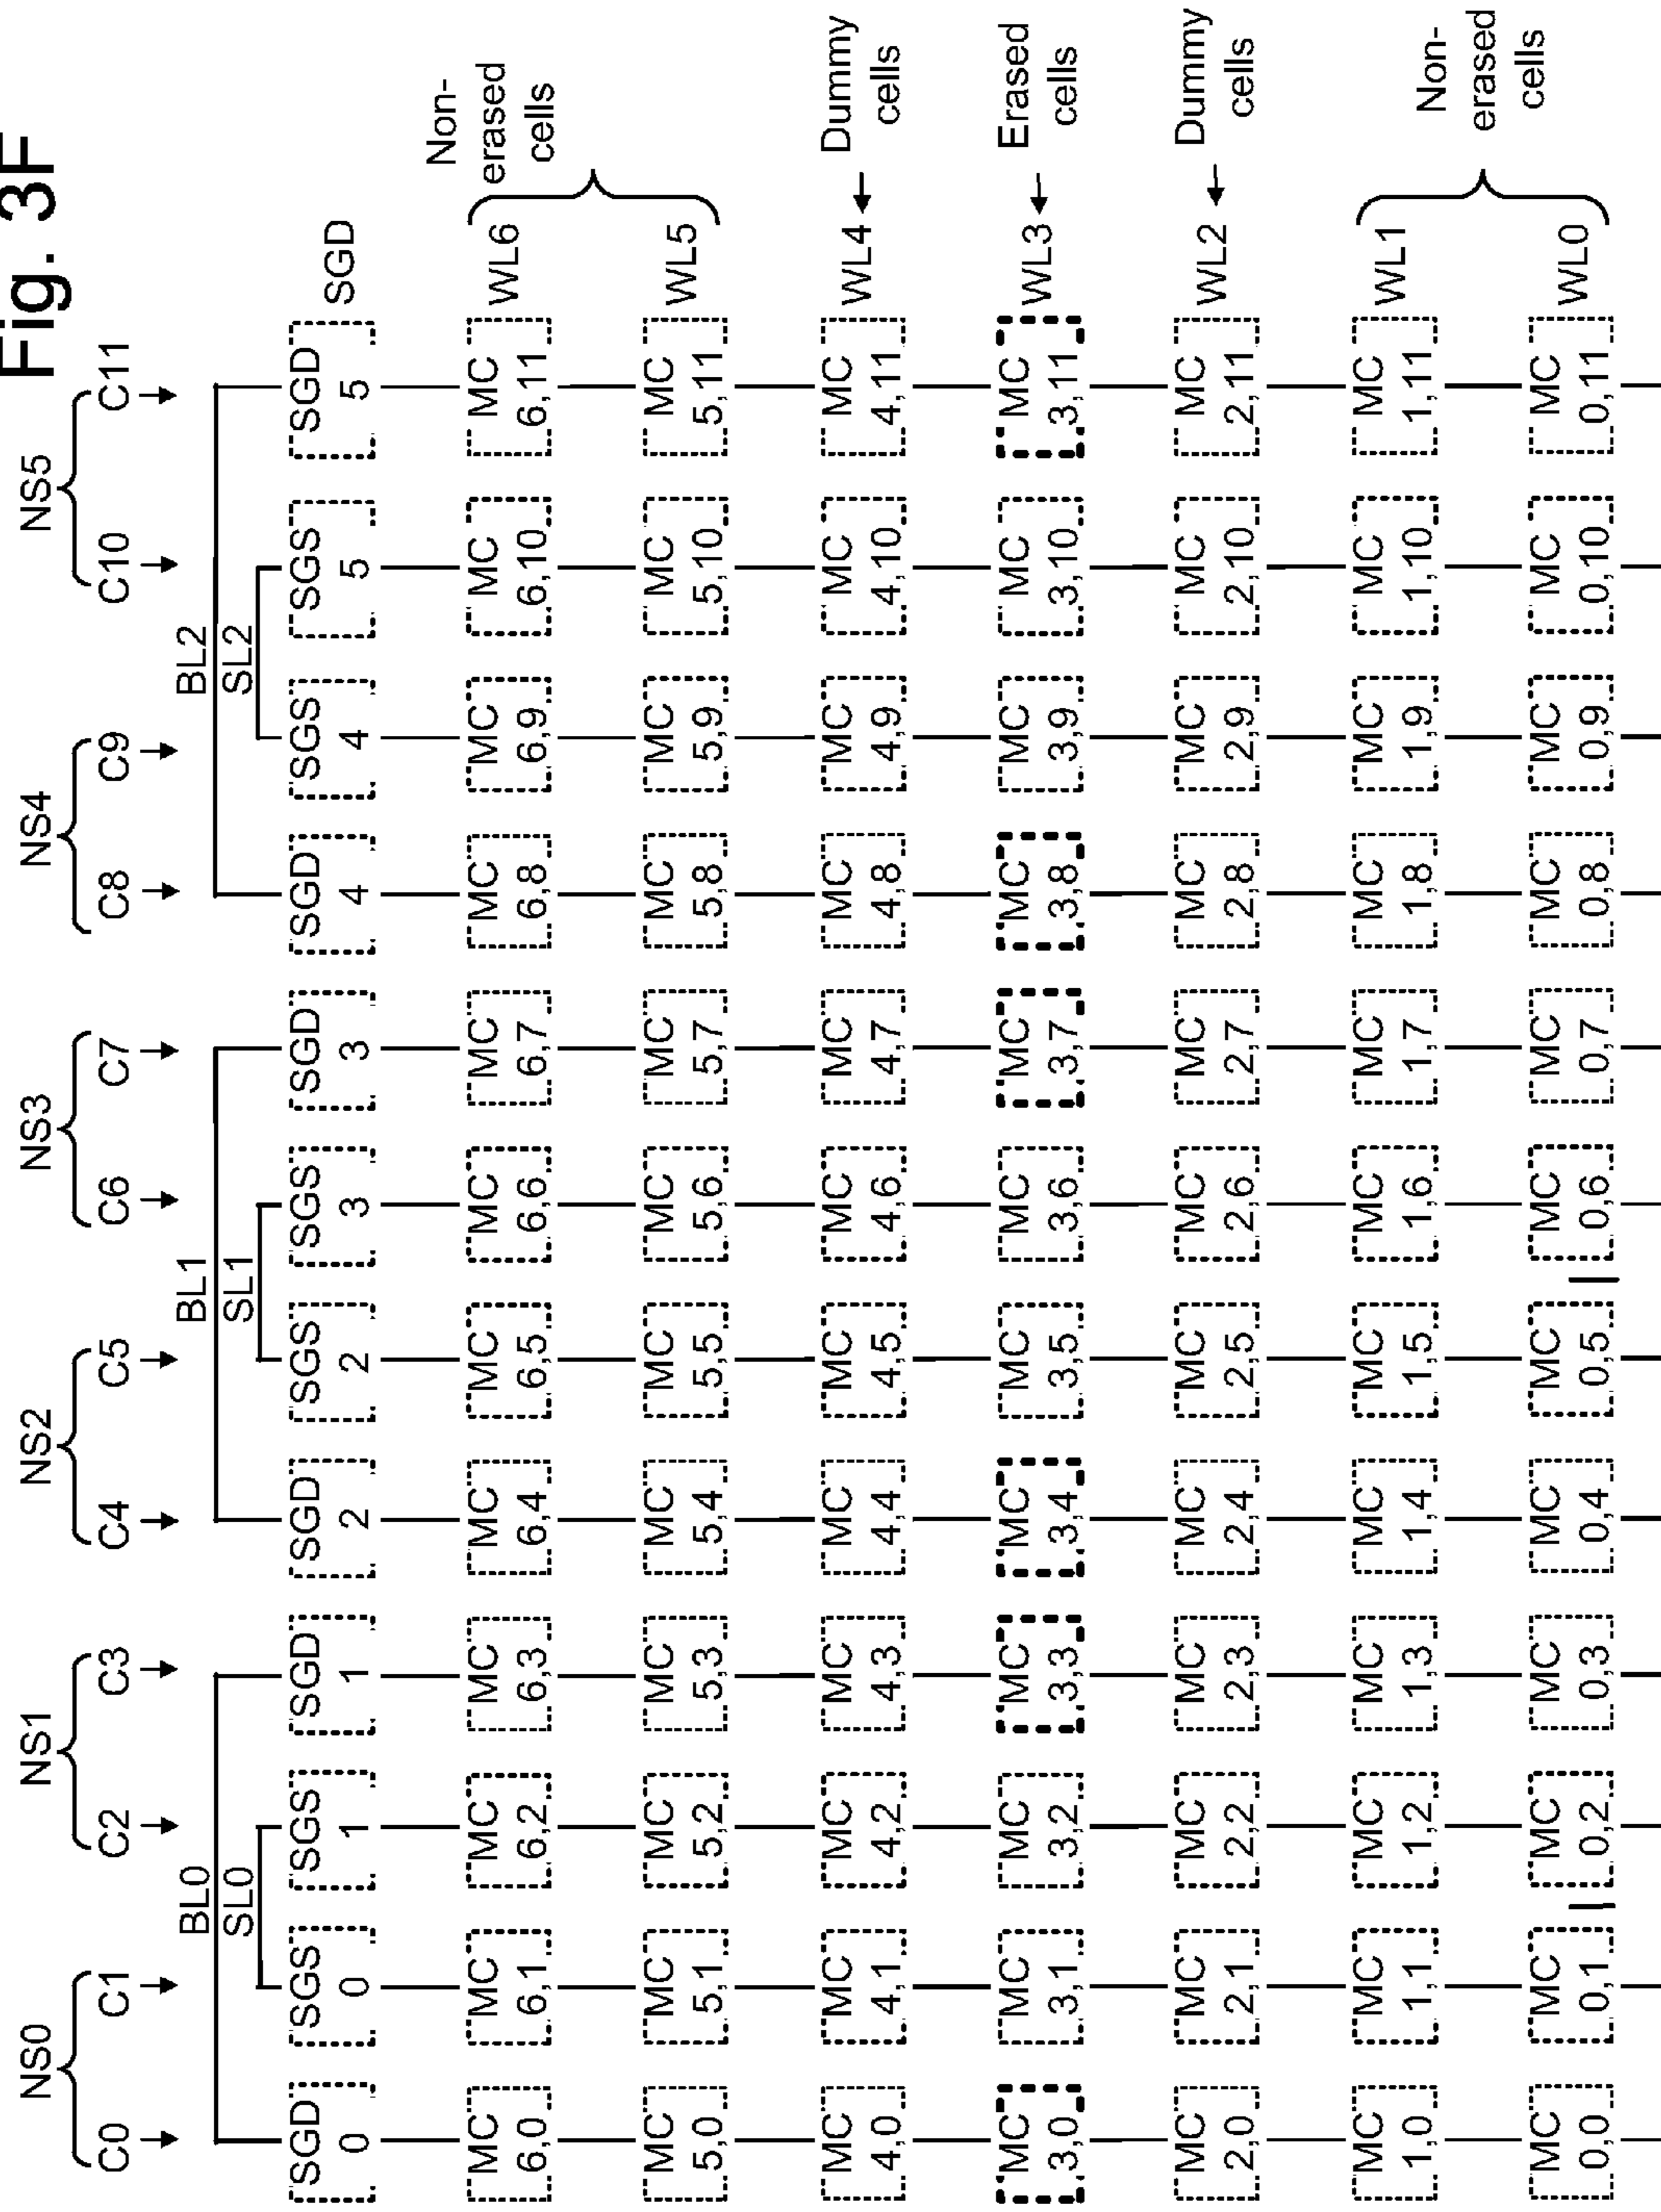 Fig. 3F
NS0 NS1 NS2 NS3 NS4 NS5
C0 C1 C2 C3 C4 C5 C6 C7 C8 C9 C10 C11
BL0 BL1 BL2
SL0 SL1 SL2
SGD SGS SGS SGD SGD SGS SGS SGD SGD SGS SGS SGD SGD
0 0 1 1 2 2 3 3 4 4 5 5
MC MC MC MC MC MC MC MC MC MC MC MC WL6
6,0 6,1 6,2 6,3 6,4 6,5 6,6 6,7 6,8 6,9 6,10 6,11
Non-
erased
cells
MC MC MC MC MC MC MC MC MC MC MC MC WL5
5,0 5,1 5,2 5,3 5,4 5,5 5,6 5,7 5,8 5,9 5,10 5,11
MC MC MC MC MC MC MC MC MC MC MC MC WL4
4,0 4,1 4,2 4,3 4,4 4,5 4,6 4,7 4,8 4,9 4,10 4,11
Dummy
cells
MC MC MC MC MC MC MC MC MC MC MC MC WL3
3,0 3,1 3,2 3,3 3,4 3,5 3,6 3,7 3,8 3,9 3,10 3,11
Erased
cells
MC MC MC MC MC MC MC MC MC MC MC MC WL2
2,0 2,1 2,2 2,3 2,4 2,5 2,6 2,7 2,8 2,9 2,10 2,11
Dummy
cells
MC MC MC MC MC MC MC MC MC MC MC MC WL1
1,0 1,1 1,2 1,3 1,4 1,5 1,6 1,7 1,8 1,9 1,10 1,11
Non-
erased
cells
MC MC MC MC MC MC MC MC MC MC MC MC WL0
0,0 0,1 0,2 0,3 0,4 0,5 0,6 0,7 0,8 0,9 0,10 0,11